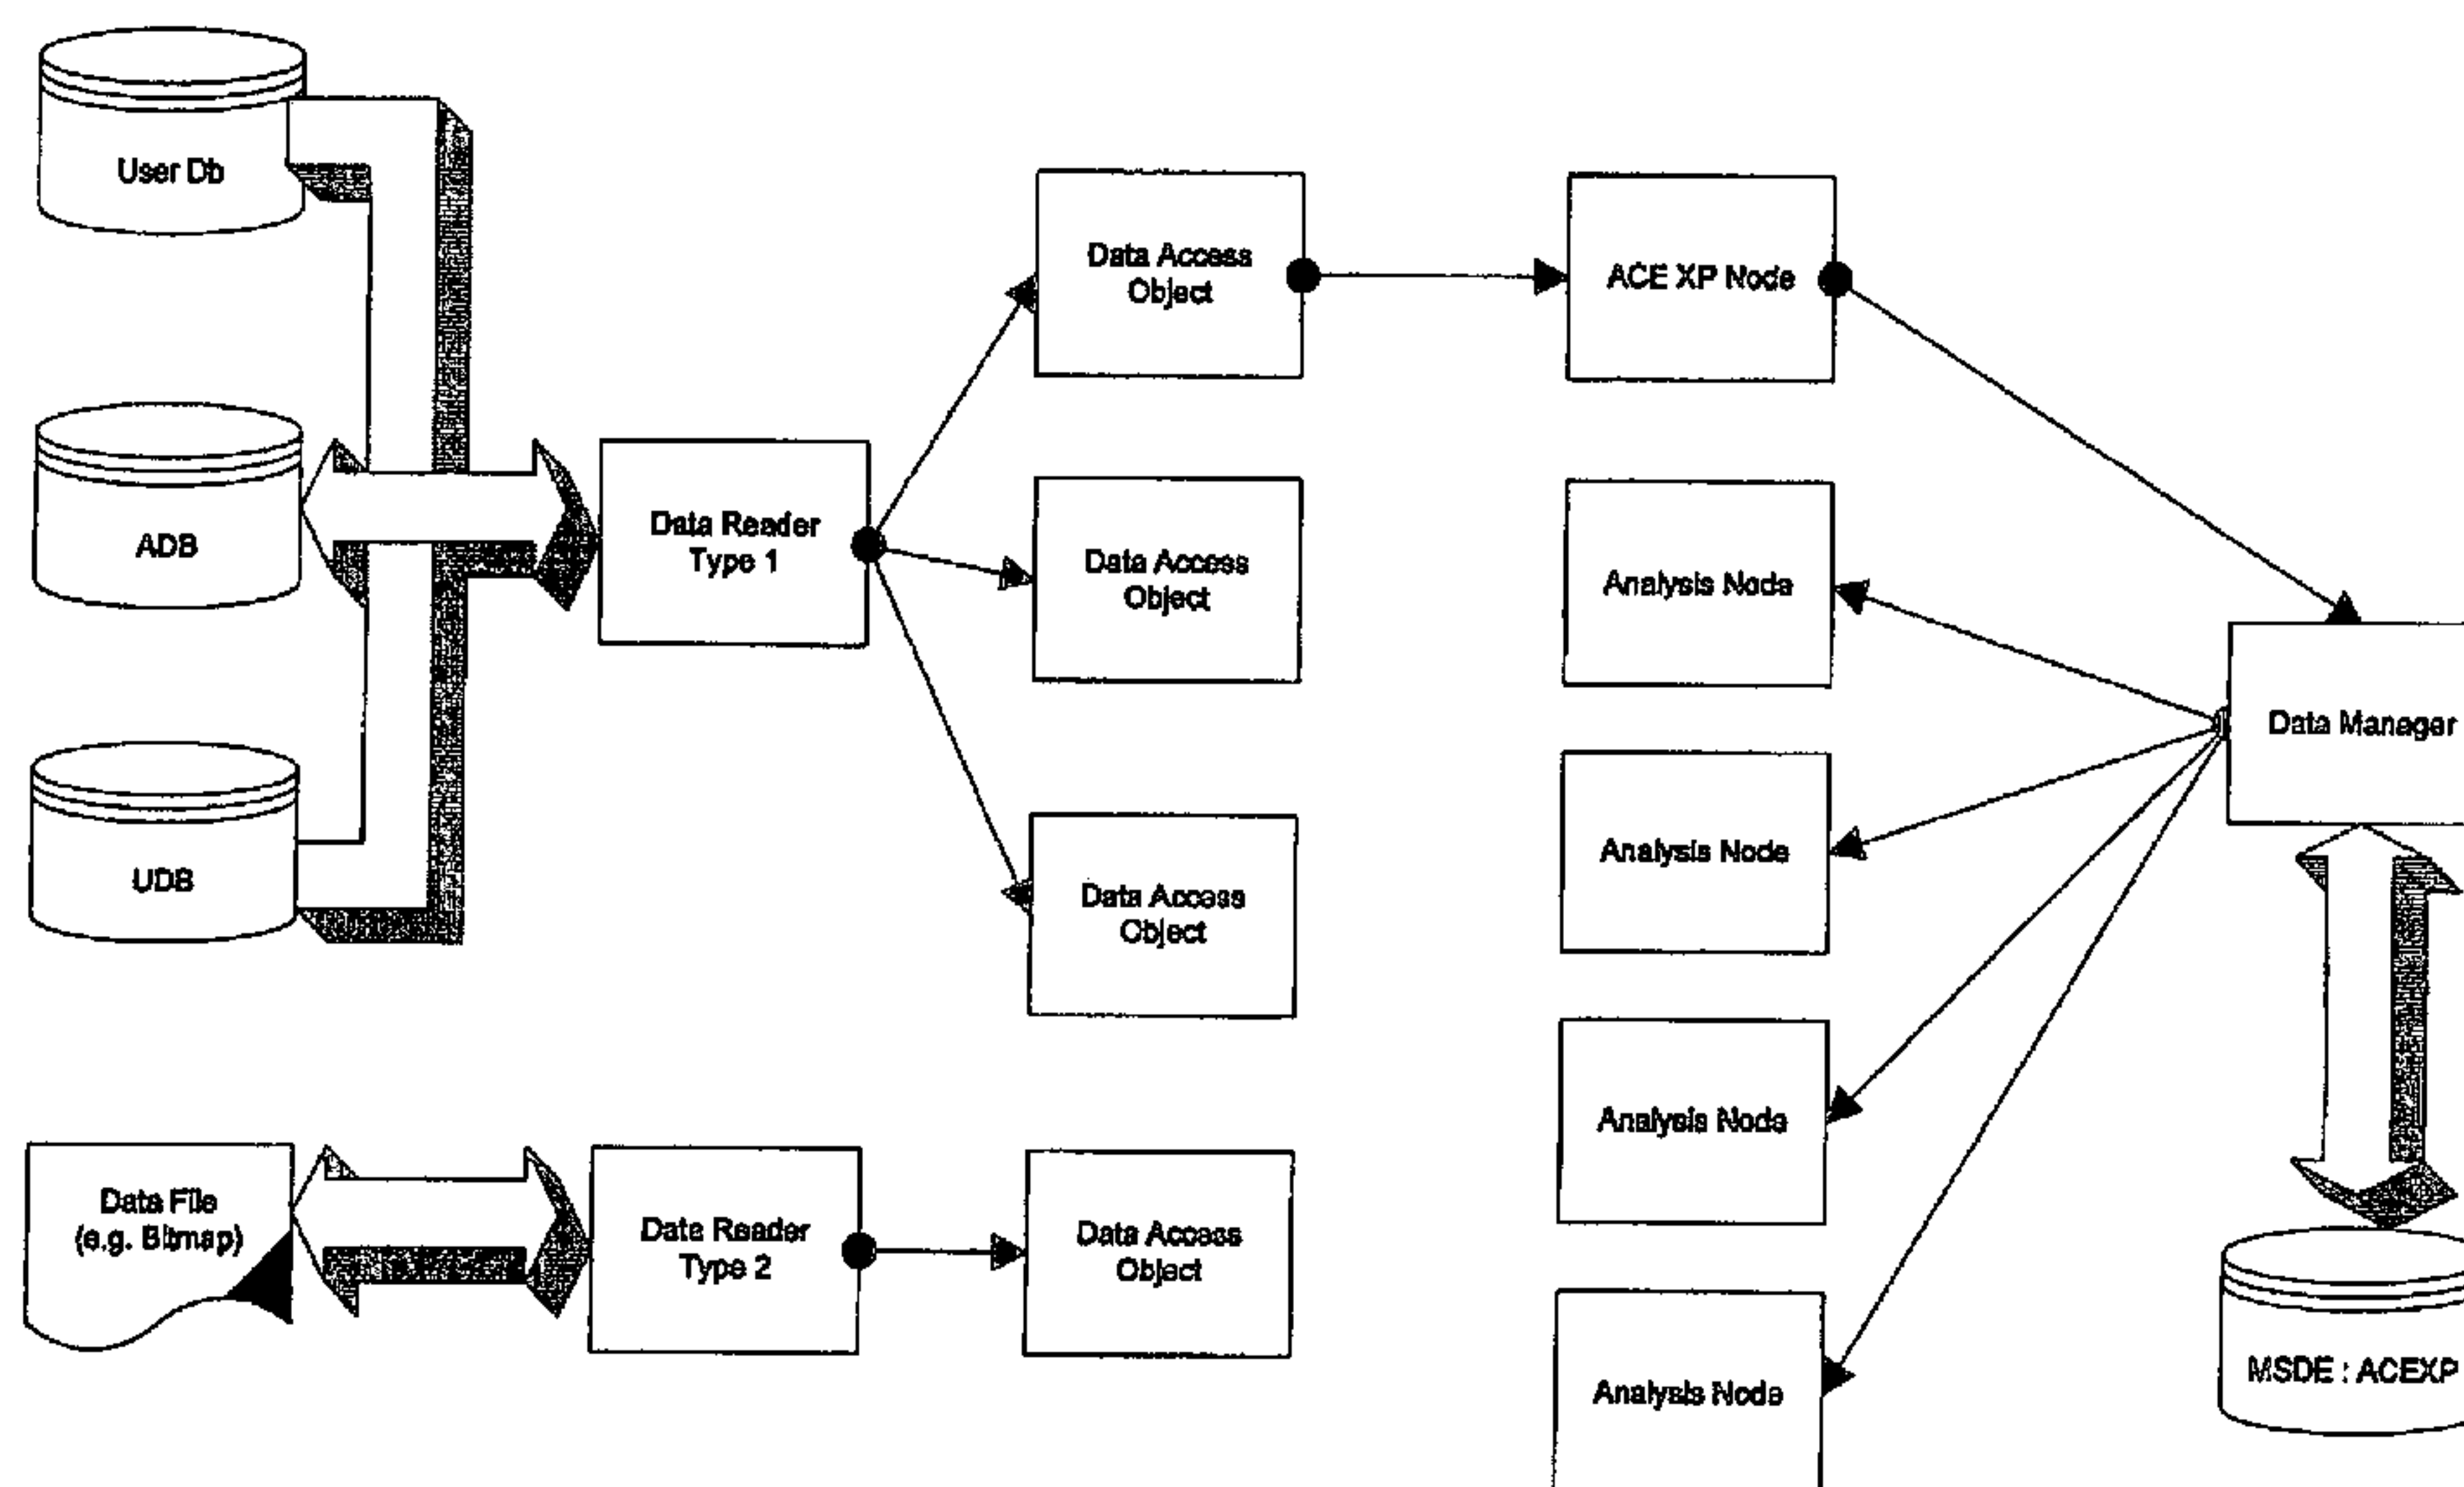 User Db
Data Access
Object
ACE XP Node
ADB
Data Reader
Type 1
Data Access
Object
Analysis Node
Data Manager
UDB
Data Access
Object
Analysis Node
Analysis Node
Data File
(e.g. Bitmap)
Data Reader
Type 2
Data Access
Object
Analysis Node
MSDE : ACEXP